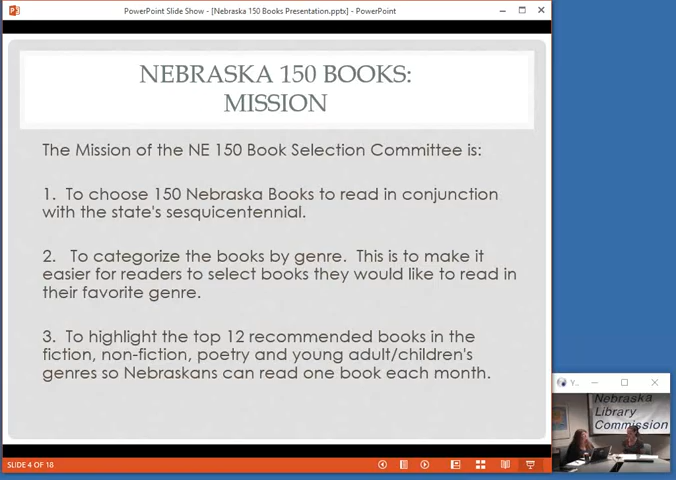 PowerPoint Slide Show - [Nebraska 150 Books Presentation.pptx] - PowerPoint
NEBRASKA 150 BOOKS:
MISSION
The Mission of the NE 150 Book Selection Committee is:
1. To choose 150 Nebraska Books to read in conjunction
with the state's sesquicentennial.
2. To categorize the books by genre. This is to make it
easier for readers to select books they would like to read in
their favorite genre.
3. To highlight the top 12 recommended books in the
fiction, non-fiction, poetry and young adult/children's
genres so Nebraskans can read one book each month.
Y...
Nebraska
Library
Commission
SLIDE 4 OF 18